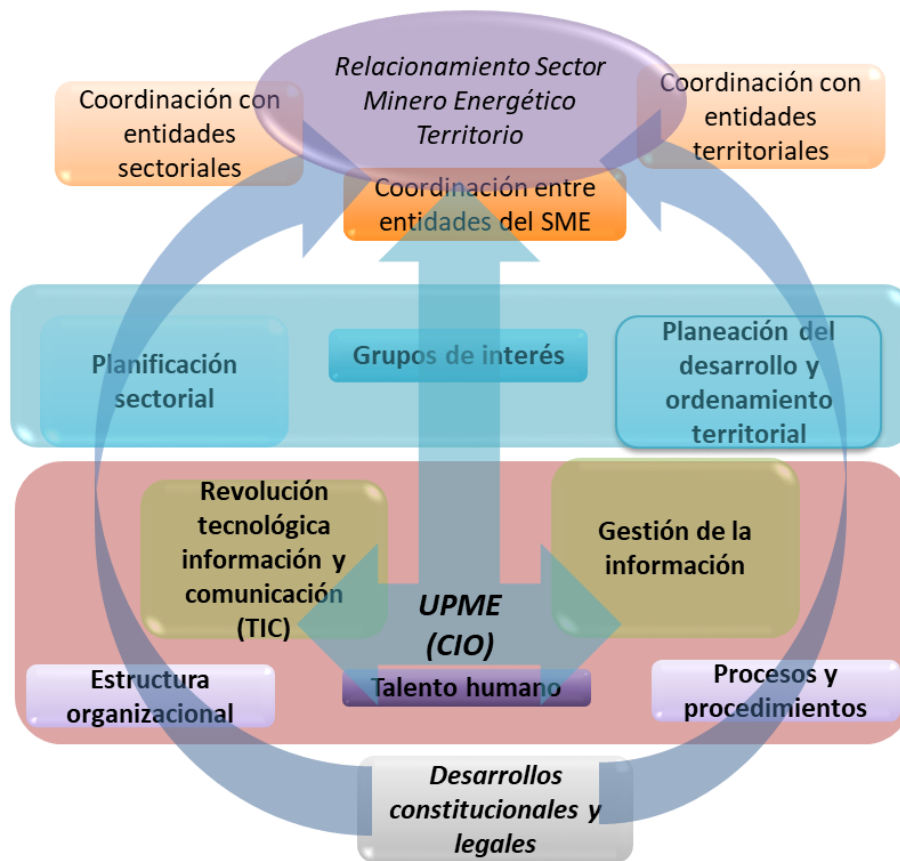 Relacionamiento Sector
Minero Energético
Territorio
Coordinación con
entidades
sectoriales
Coordinación con
entidades
territoriales
Coordinación entre
entidades del SME
Planificación
sectorial
Grupos de interés
Planeación del
desarrollo y
ordenamiento
territorial
Revolución
tecnológica
información y
comunicación
(TIC)
Gestión de la
información
UPME
(CIO)
Estructura
organizacional
Talento humano
Procesos y
procedimientos
Desarrollos
constitucionales y
legales